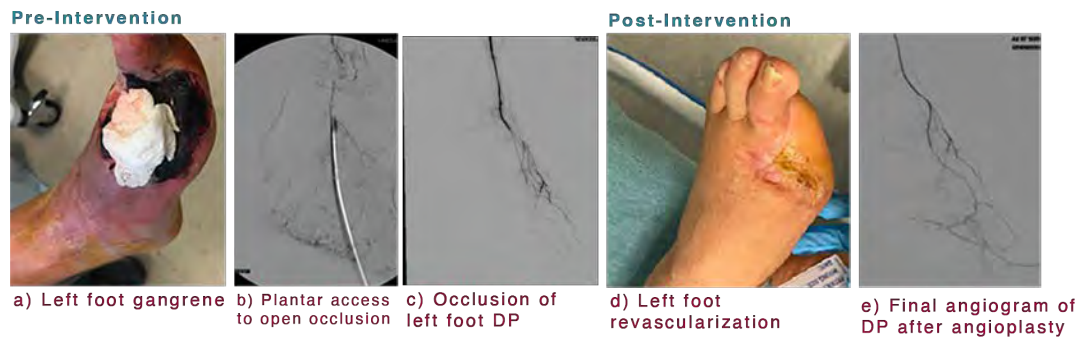 Pre-Intervention
Post-Intervention
a) Left foot gangrene
b) Plantar access
to open occlusion
c) Occlusion of
left foot DP
d) Left foot
revascularization
e) Final angiogram of
DP after angioplasty